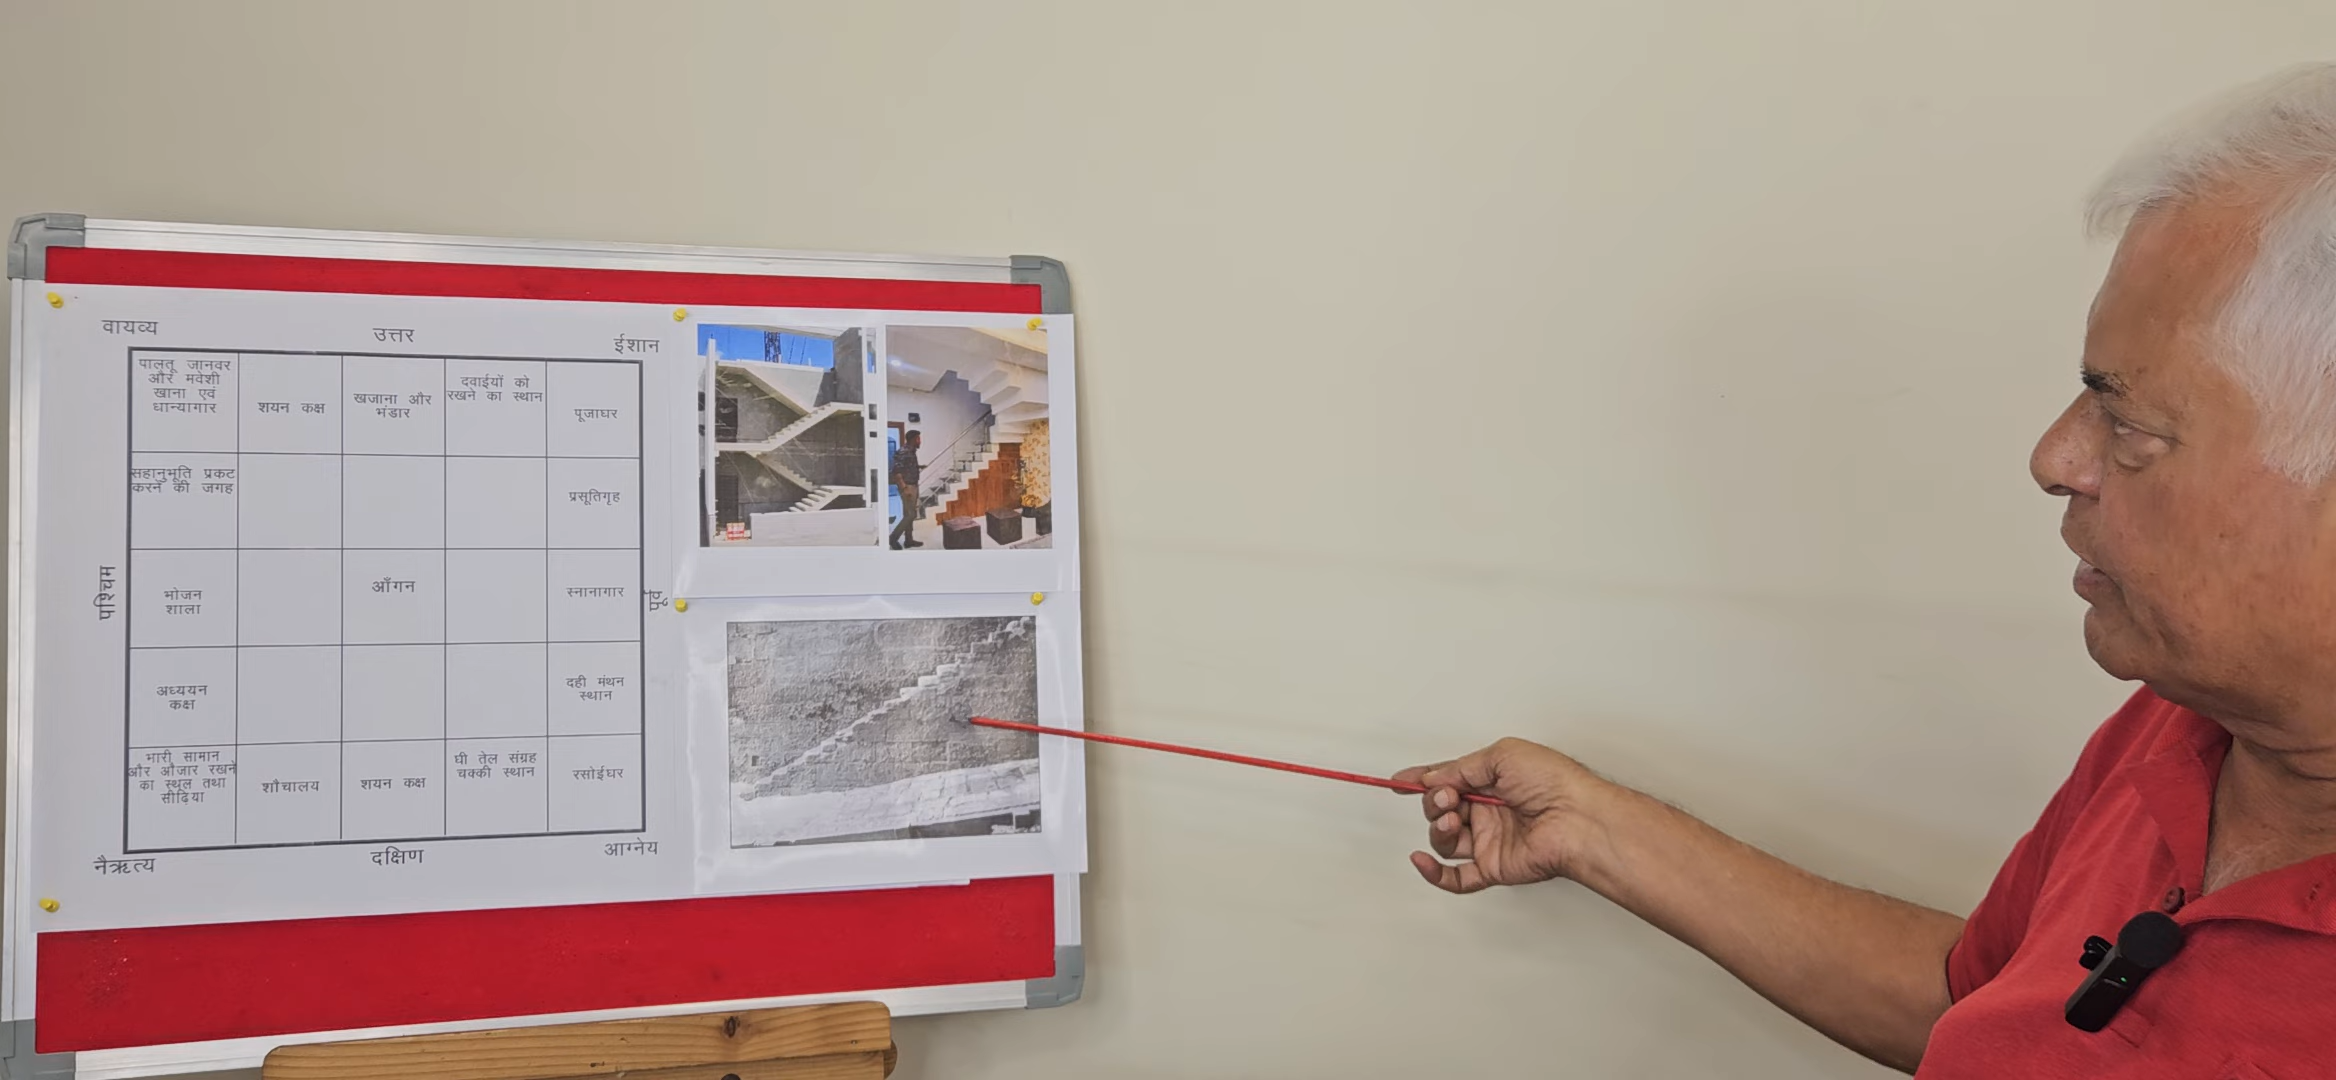 वायव्य
उत्तर
ईशान
पालतू जानवर
और मवेशी
खाना एवं
धान्यागार
शयन कक्ष
खजाना और
भंडार
दवाईयों को
रखने का स्थान
पूजाघर
सहानुभूति प्रकट
करने की जगह
प्रसूतिगृह
पश्चिम
भोजन
शाला
आँगन
स्नानागार
पूर्व
अध्ययन
कक्ष
दही मंथन
स्थान
भारी सामान
और औजार रखने
का स्थल तथा
सीढ़िया
शौचालय
शयन कक्ष
घी तेल संग्रह
चक्की स्थान
रसोईघर
नैऋत्य
दक्षिण
आग्नेय